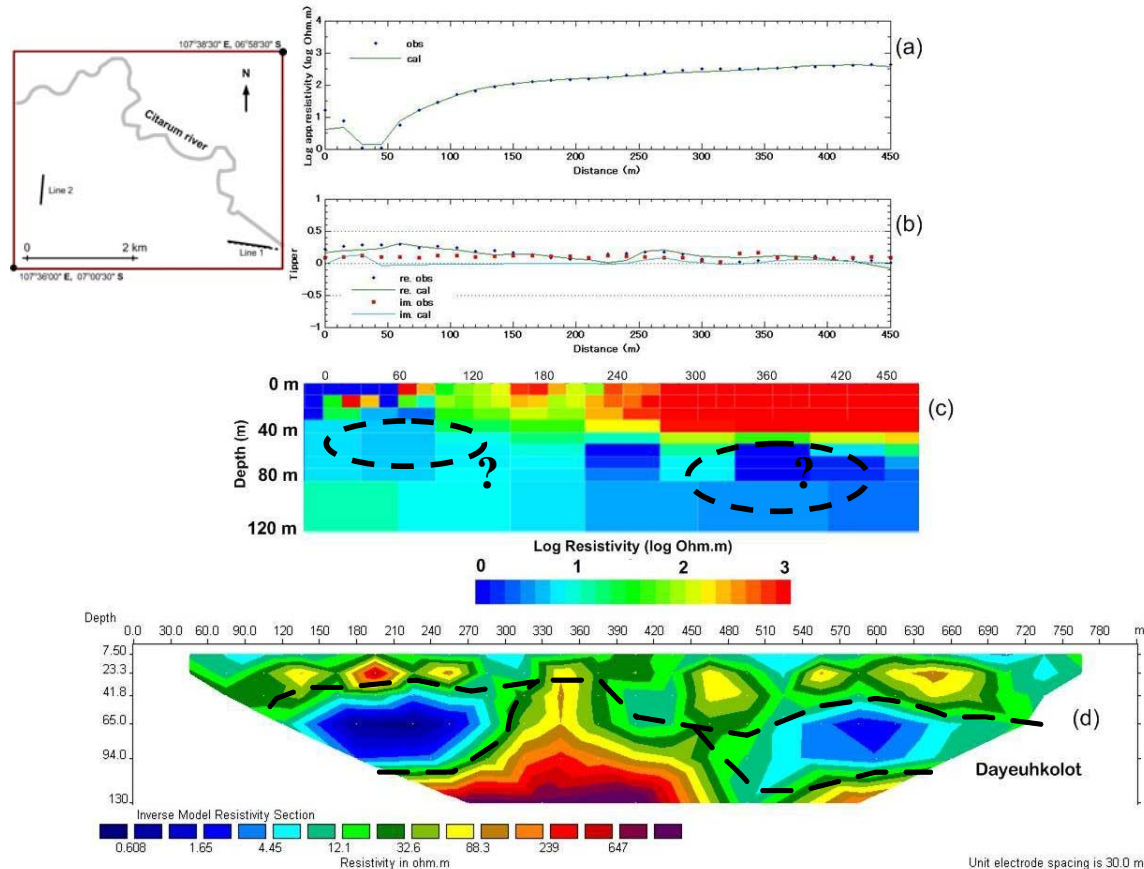 107°38'30" E, 06°58'30" S
N
Citarum river
Line 2
0 2 km
Line 1
107°36'00" E, 07°00'30" S
(a)
obs
cal
Log app.resistivity (log Ohm.m)
4
3
2
1
0
0 50 100 150 200 250 300 350 400 450
Distance (m)
(b)
Tipper
1
0.5
0
-0.5
-1
re. obs
re. cal
im. obs
im. cal
0 50 100 150 200 250 300 350 400 450
Distance (m)
0 60 120 180 240 300 360 420 450
(c)
Depth (m)
0 m
40 m
80 m
120 m
? ?
Log Resistivity (log Ohm.m)
0 1 2 3
Depth
0.0 30.0 60.0 90.0 120 150 180 210 240 270 300 330 360 390 420 450 480 510 540 570 600 630 660 690 720 750 780 810 m
7.50
23.3
41.8
65.0
94.0
130.
(d)
Dayeuhkolot
Inverse Model Resistivity Section
0.608 1.65 4.45 12.1 32.6 88.3 239 647
Resistivity in ohm.m
Unit electrode spacing is 30.0 m